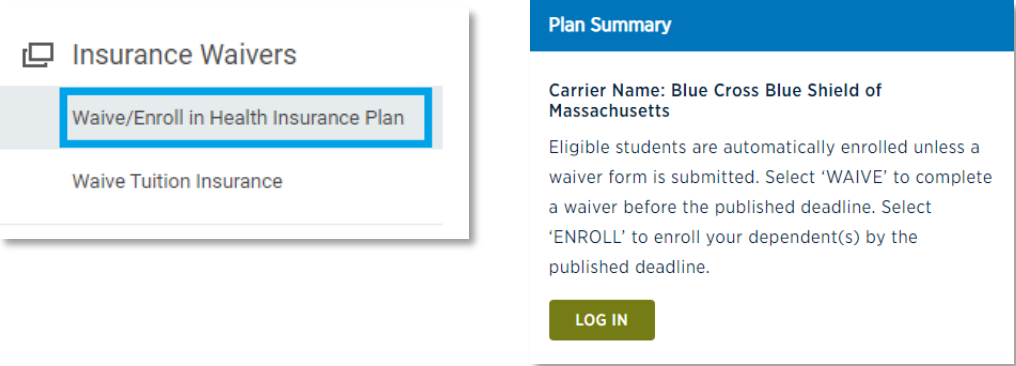 Insurance Waivers
Waive/Enroll in Health Insurance Plan
Waive Tuition Insurance
Plan Summary
Carrier Name: Blue Cross Blue Shield of
Massachusetts
Eligible students are automatically enrolled unless a
waiver form is submitted. Select ‘WAIVE’ to complete
a waiver before the published deadline. Select
‘ENROLL’ to enroll your dependent(s) by the
published deadline.
LOG IN